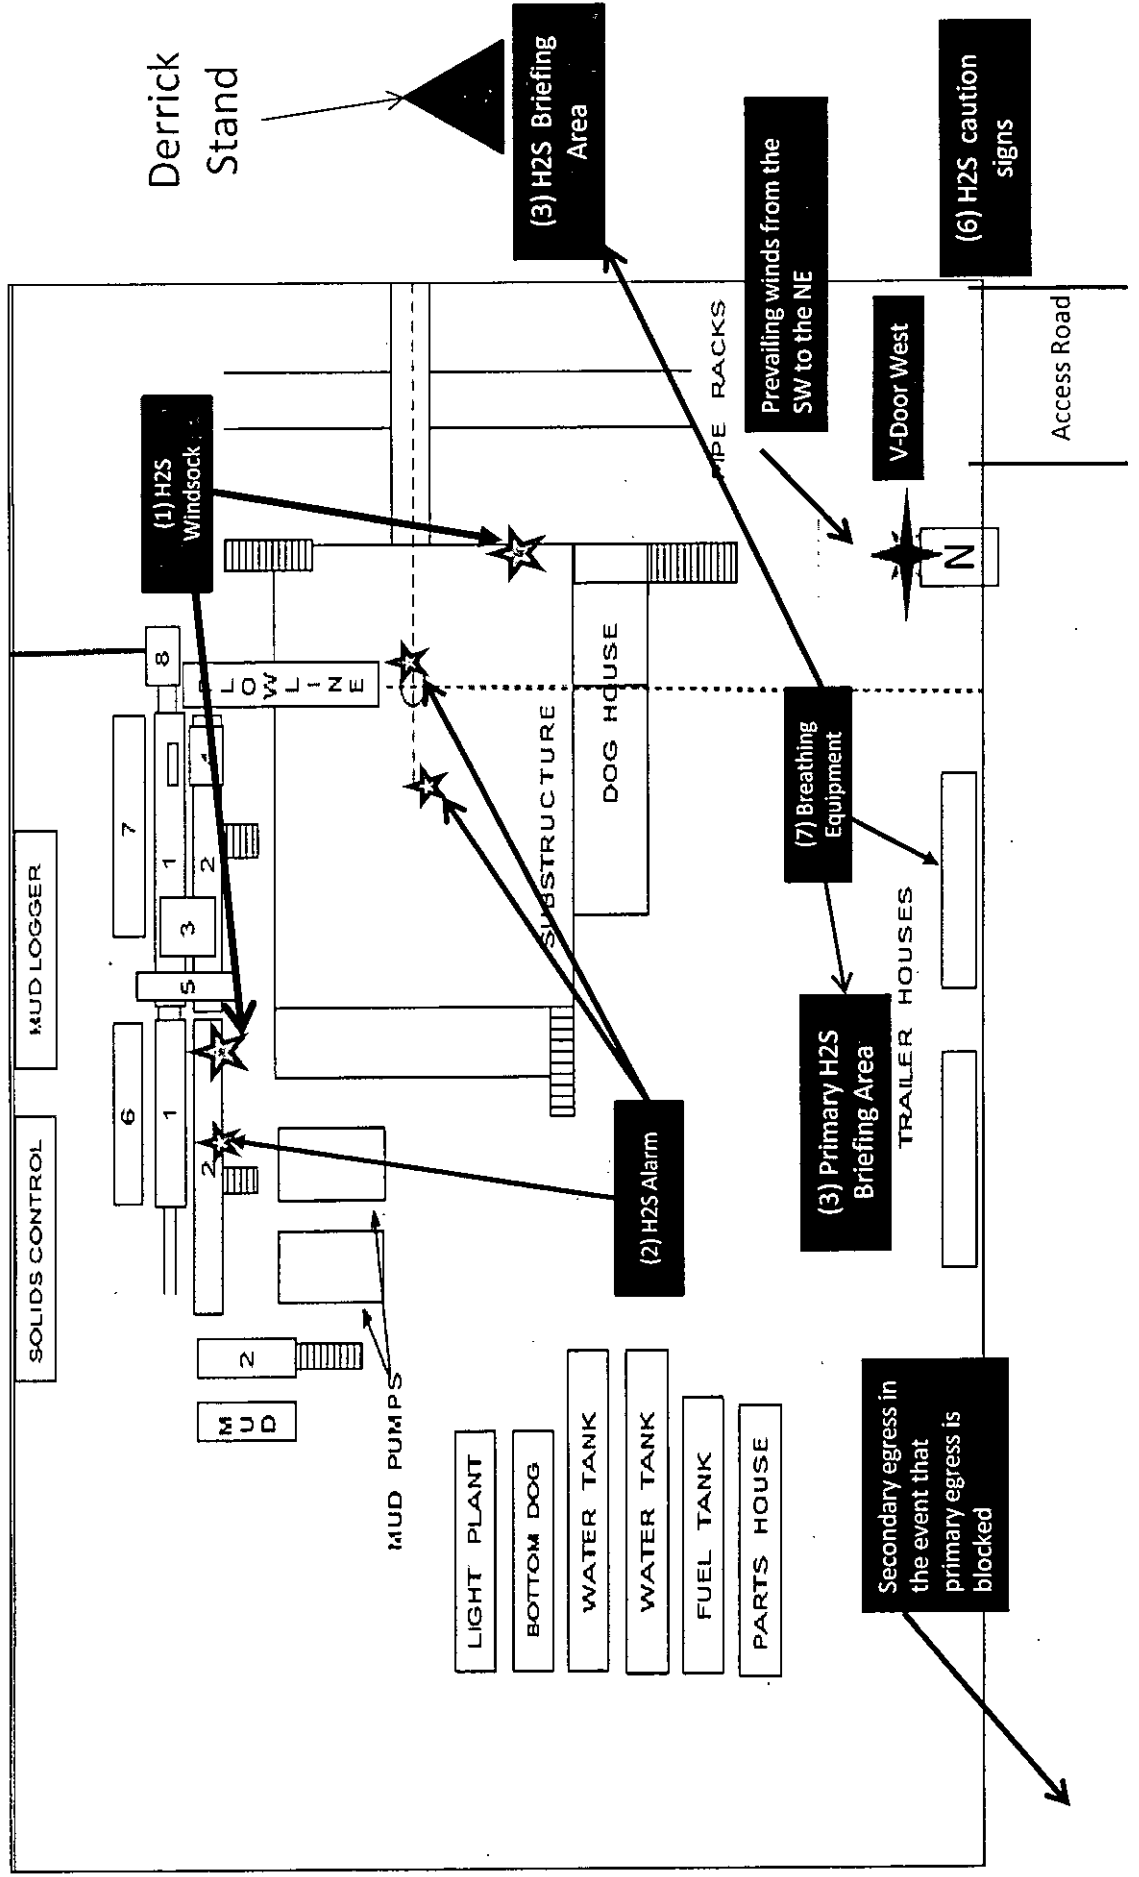 SOLIDS CONTROL
MUD LOGGER
6
7
1
1
8
5
3
2
2
4
2
MUD
FLOW
LINE
(1) H2S
Windsock
Derrick
Stand
MUD PUMPS
LIGHT PLANT
BOTTOM DOG
WATER TANK
WATER TANK
FUEL TANK
PARTS HOUSE
SUBSTRUCTURE
DOG HOUSE
(2) H2S Alarm
(3) H2S Briefing
Area
PIPE RACKS
Prevailing winds from the
SW to the NE
(7) Breathing
Equipment
(3) Primary H2S
Briefing Area
TRAILER HOUSES
V-Door West
N
(6) H2S caution
signs
Secondary egress in
the event that
primary egress is
blocked
Access Road